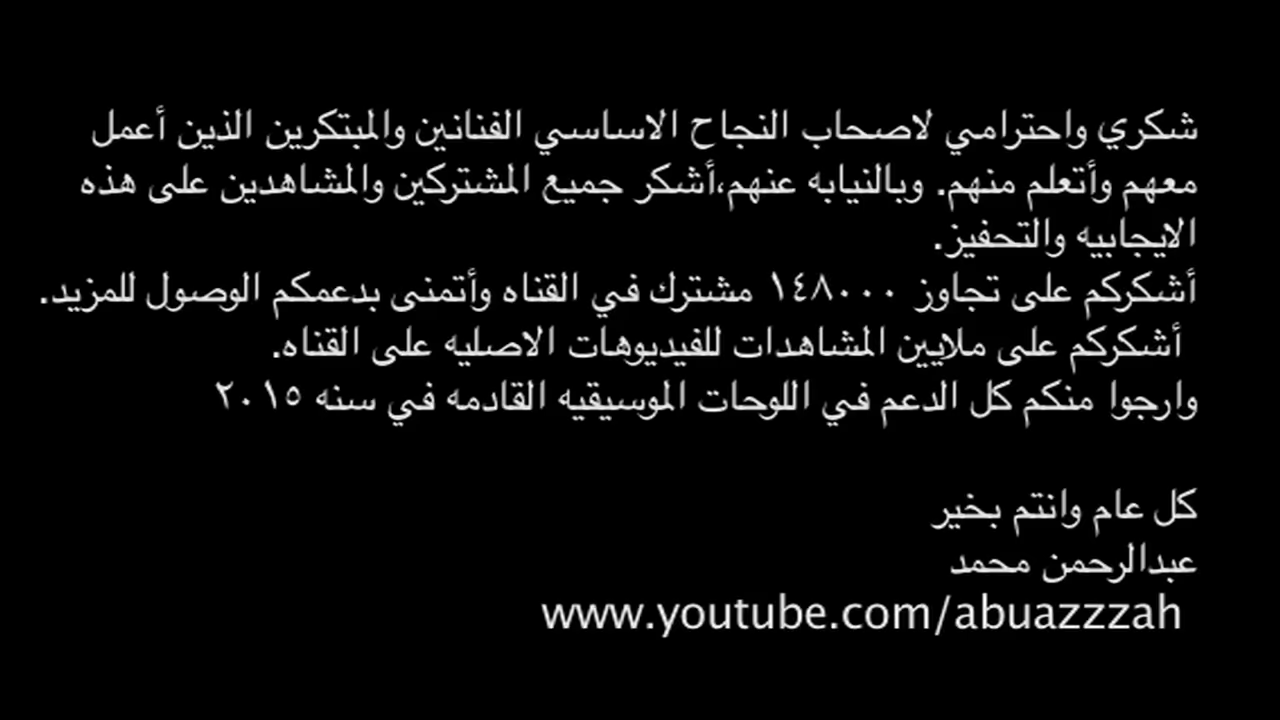 شكري واحترامي لاصحاب النجاح الاساسي الفنانين والمبتكرين الذين أعمل
معهم وأتعلم منهم. وبالنيابه عنهم،أشكر جميع المشتركين والمشاهدين على هذه
الايجابيه والتحفيز.
أشكركم على تجاوز ١٤٨٠٠٠ مشترك في القناه وأتمنى بدعمكم الوصول للمزيد.
أشكركم على ملايين المشاهدات للفيديوهات الاصليه على القناه.
وارجوا منكم كل الدعم في اللوحات الموسيقيه القادمه في سنه ٢٠١٥
كل عام وانتم بخير
عبدالرحمن محمد
www.youtube.com/abuazzzah